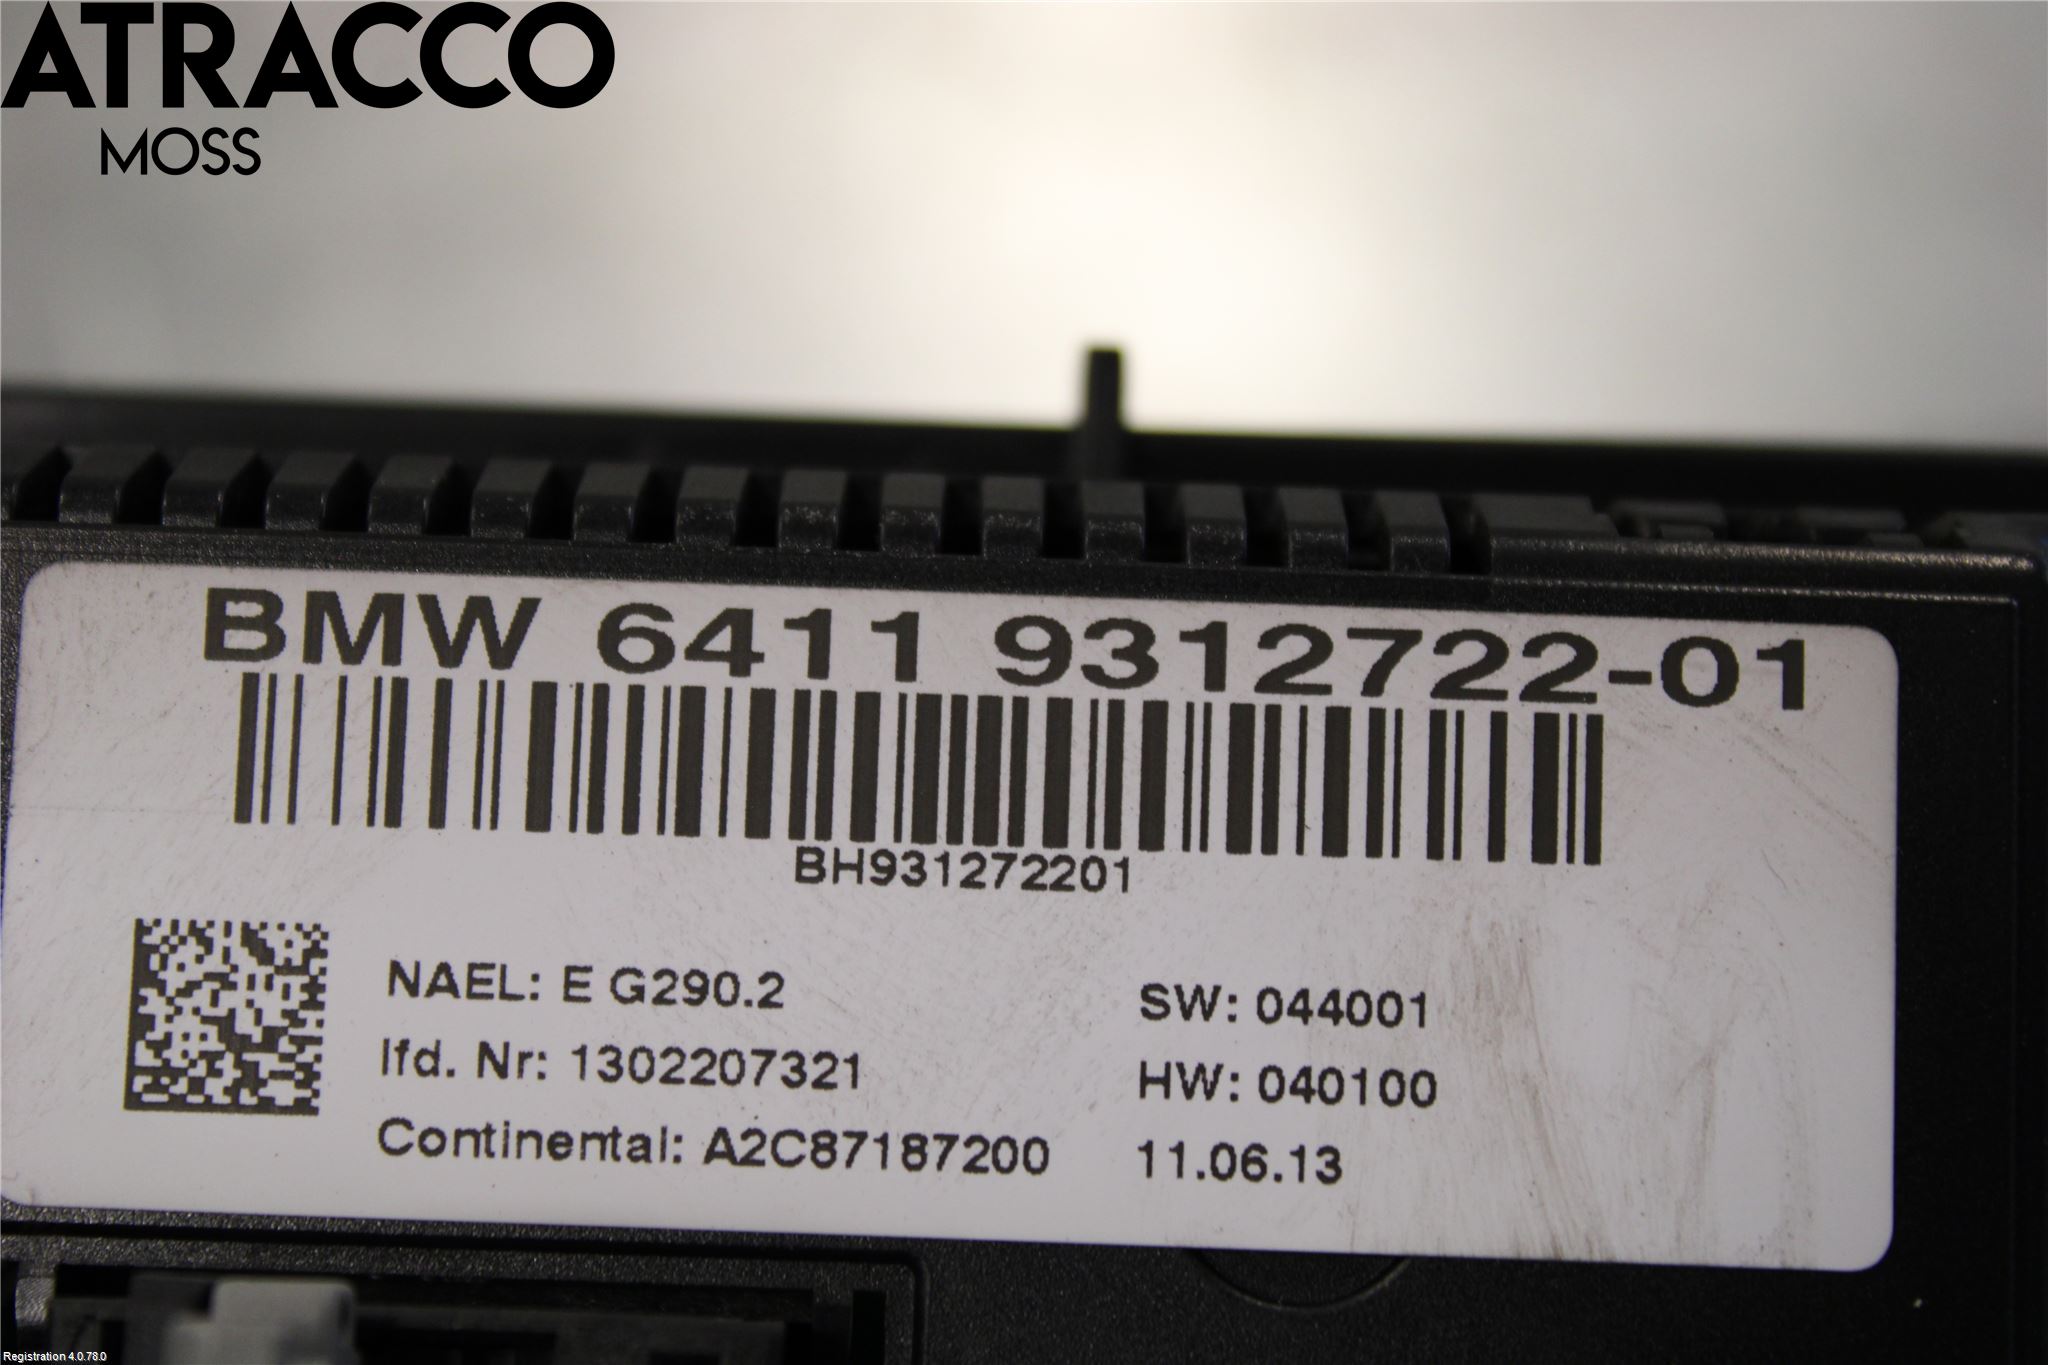 ATRACCO
MOSS
BMW 6411 9312722-01
BH931272201
NAEL: E G290.2
SW: 044001
lfd. Nr: 1302207321
HW: 040100
Continental: A2C87187200
11.06.13
Registration 4.0.78.0